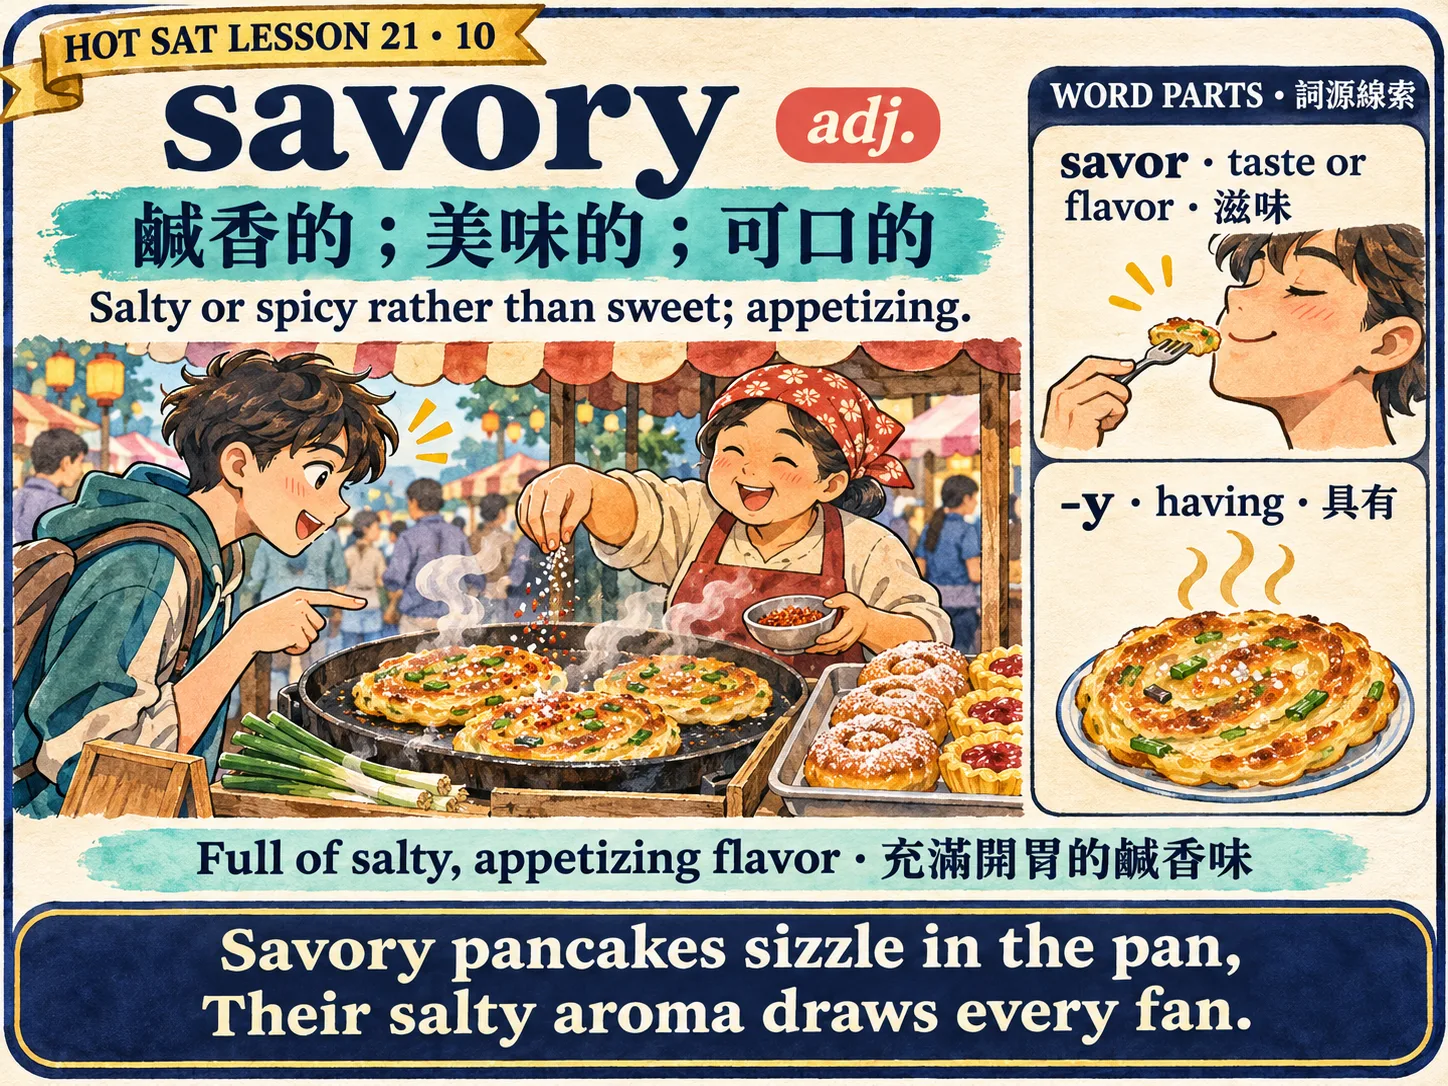 HOT SAT LESSON 21 · 10
savory adj.
鹹香的；美味的；可口的
Salty or spicy rather than sweet; appetizing.
WORD PARTS · 詞源線索
savor · taste or
flavor · 滋味
-y · having · 具有
Full of salty, appetizing flavor · 充滿開胃的鹹香味
Savory pancakes sizzle in the pan,
Their salty aroma draws every fan.